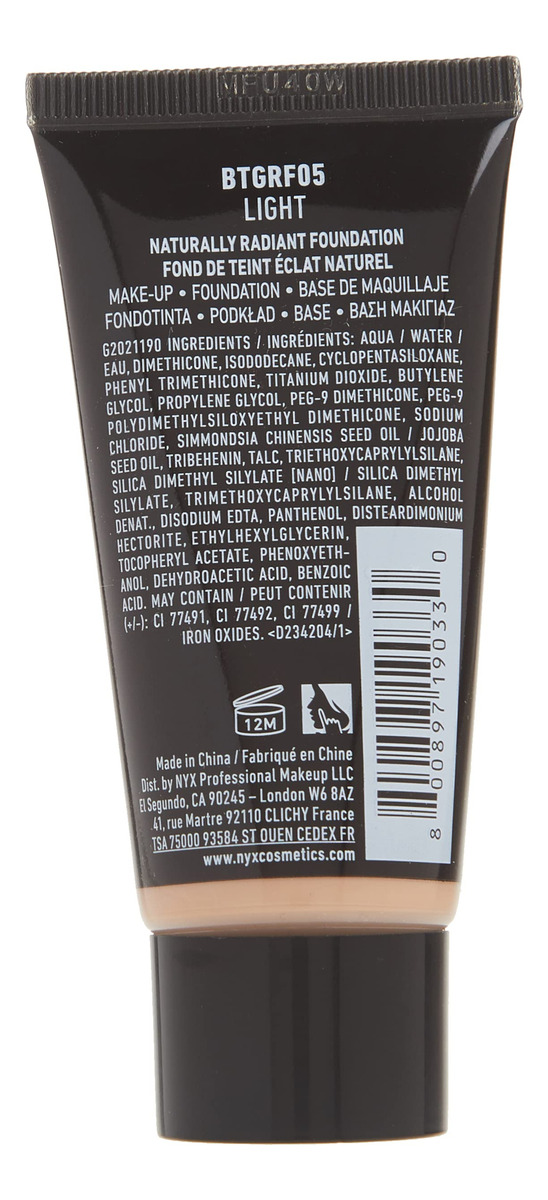 MFU40W
BTGRF05
LIGHT
NATURALLY RADIANT FOUNDATION
FOND DE TEINT ÉCLAT NATUREL
MAKE-UP • FOUNDATION • BASE DE MAQUILLAJE
FONDOTINTA • PODKŁAD • BASE • ΒΑΣΗ ΜΑΚΙΓΙΑΖ
G2021190 INGREDIENTS / INGRÉDIENTS: AQUA / WATER /
EAU, DIMETHICONE, ISODODECANE, CYCLOPENTASILOXANE,
PHENYL TRIMETHICONE, TITANIUM DIOXIDE, BUTYLENE
GLYCOL, PROPYLENE GLYCOL, PEG-9 DIMETHICONE, PEG-9
POLYDIMETHYLSILOXYETHYL DIMETHICONE, SODIUM
CHLORIDE, SIMMONDSIA CHINENSIS SEED OIL / JOJOBA
SEED OIL, TRIBEHENIN, TALC, TRIETHOXYCAPRYLYLSILANE,
SILICA DIMETHYL SILYLATE [NANO] / SILICA DIMETHYL
SILYLATE, TRIMETHOXYCAPRYLYLSILANE, ALCOHOL
DENAT., DISODIUM EDTA, PANTHENOL, DISTEARDIMONIUM
HECTORITE, ETHYLHEXYLGLYCERIN,
TOCOPHERYL ACETATE, PHENOXYETH-
ANOL, DEHYDROACETIC ACID, BENZOIC
ACID. MAY CONTAIN / PEUT CONTENIR
(+/-): CI 77491, CI 77492, CI 77499 /
IRON OXIDES. <D234204/1>
12M
Made in China / Fabriqué en Chine
Dist. by NYX Professional Makeup LLC
El Segundo, CA 90245 – London W6 8AZ
41, rue Martre 92110 CLICHY France
TSA 75000 93584 ST OUEN CEDEX FR
www.nyxcosmetics.com
8 00897 19033 0